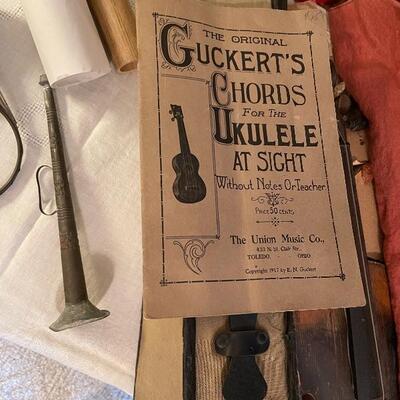 THE ORIGINAL
GUCKERT'S
CHORDS
FOR THE
UKULELE
AT SIGHT
Without Notes Or Teacher
Price 50 cents
The Union Music Co.,
TOLEDO - OHIO
Copyright 1917 by E. N. Guckert